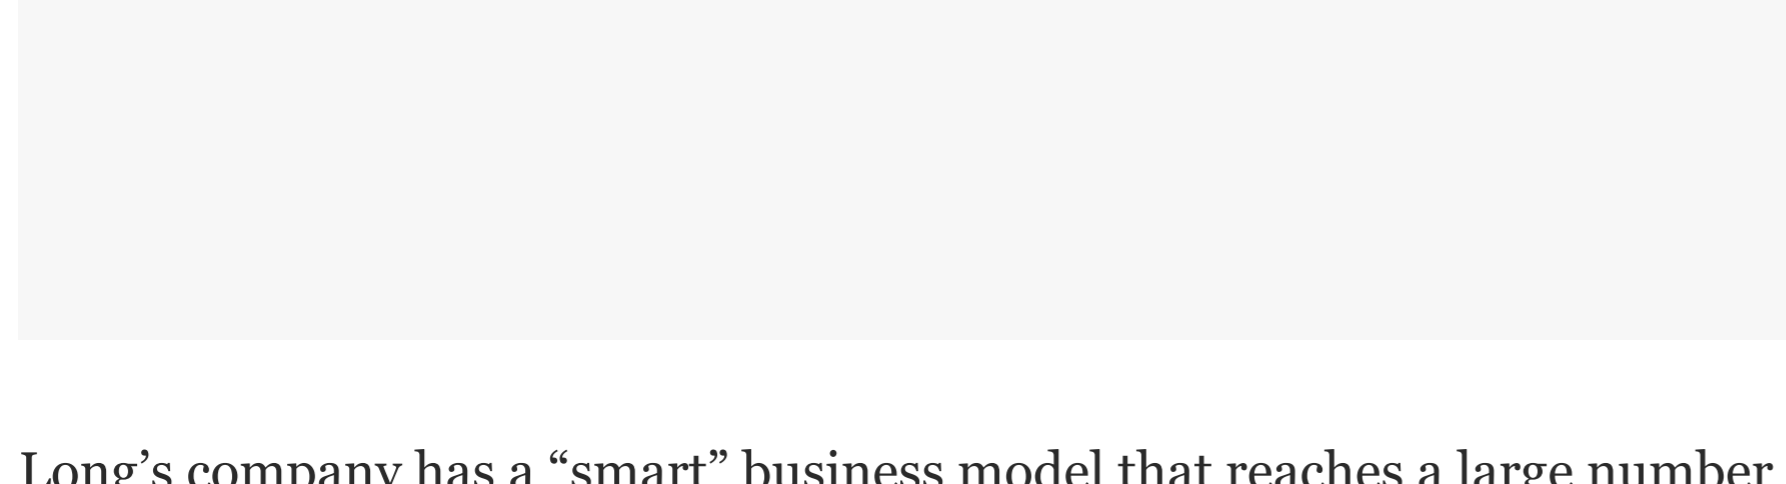 Long’s company has a “smart” business model that reaches a large number